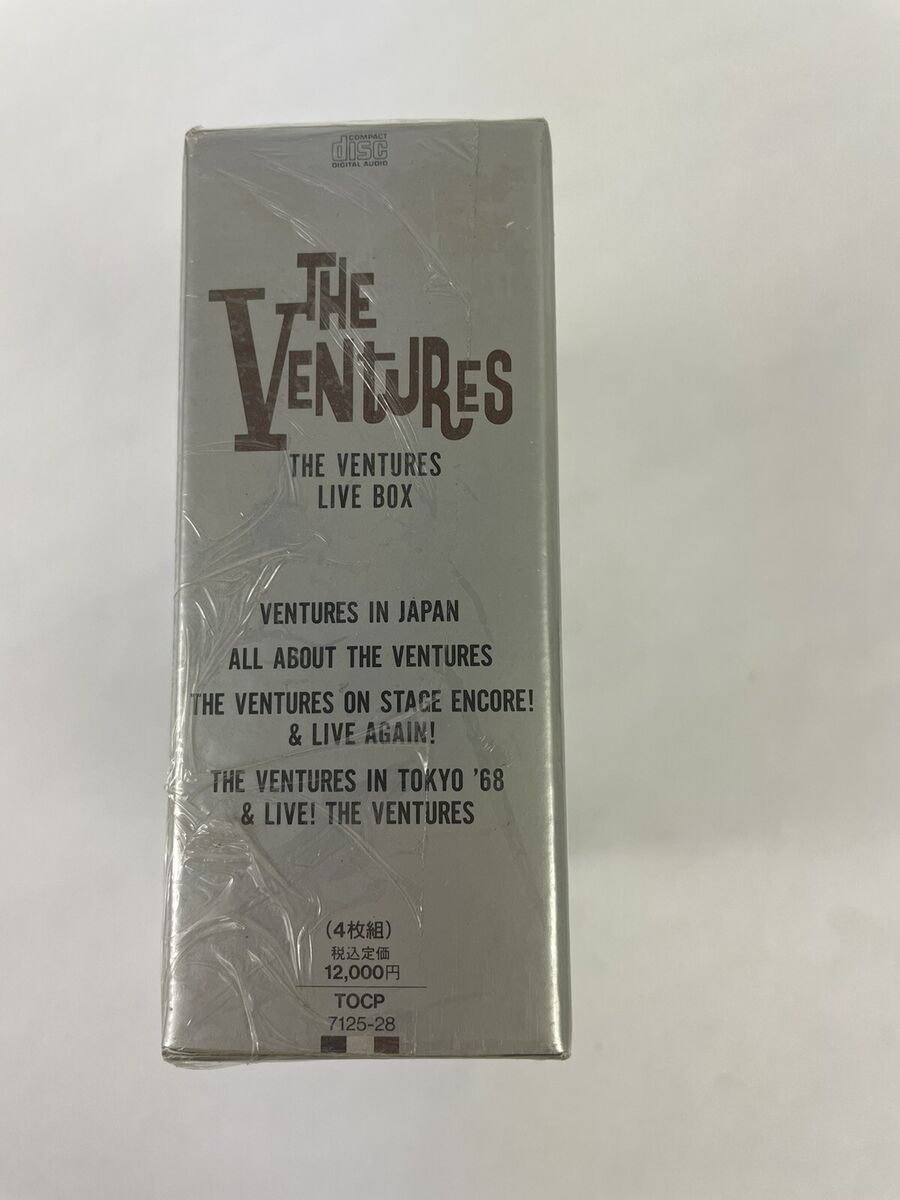 COMPACT
disc
DIGITAL AUDIO
THE
VENTURES
THE VENTURES
LIVE BOX
VENTURES IN JAPAN
ALL ABOUT THE VENTURES
THE VENTURES ON STAGE ENCORE!
& LIVE AGAIN!
THE VENTURES IN TOKYO '68
& LIVE! THE VENTURES
(4枚組)
税込定価
12,000円
TOCP
7125-28